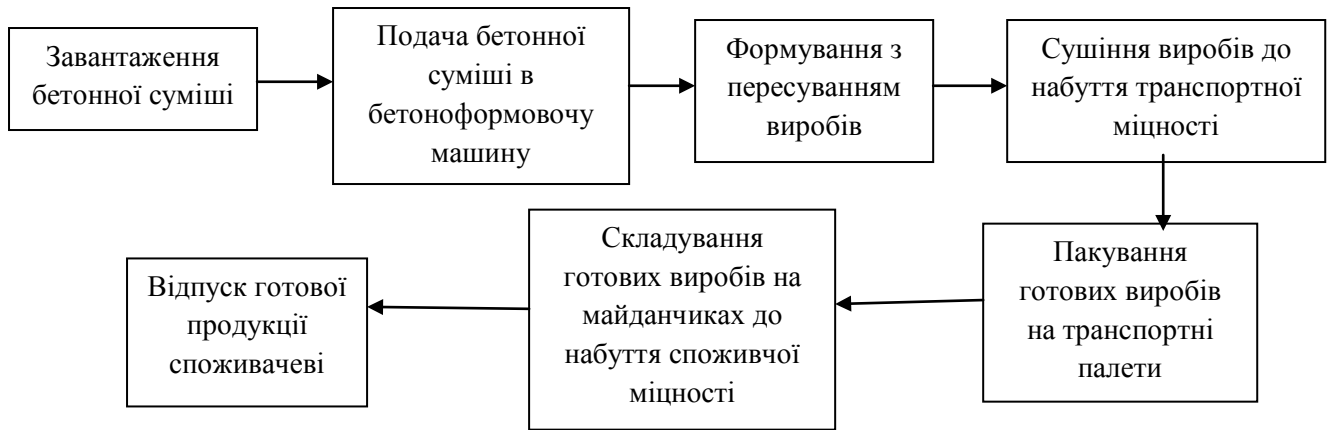 Завантаження
бетонної суміші
Подача бетонної
суміші в
бетоноформовочу
машину
Формування з
пересуванням
виробів
Сушіння виробів до
набуття транспортної
міцності
Пакування
готових виробів
на транспортні
палети
Складування
готових виробів на
майданчиках до
набуття споживчої
міцності
Відпуск готової
продукції
споживачеві